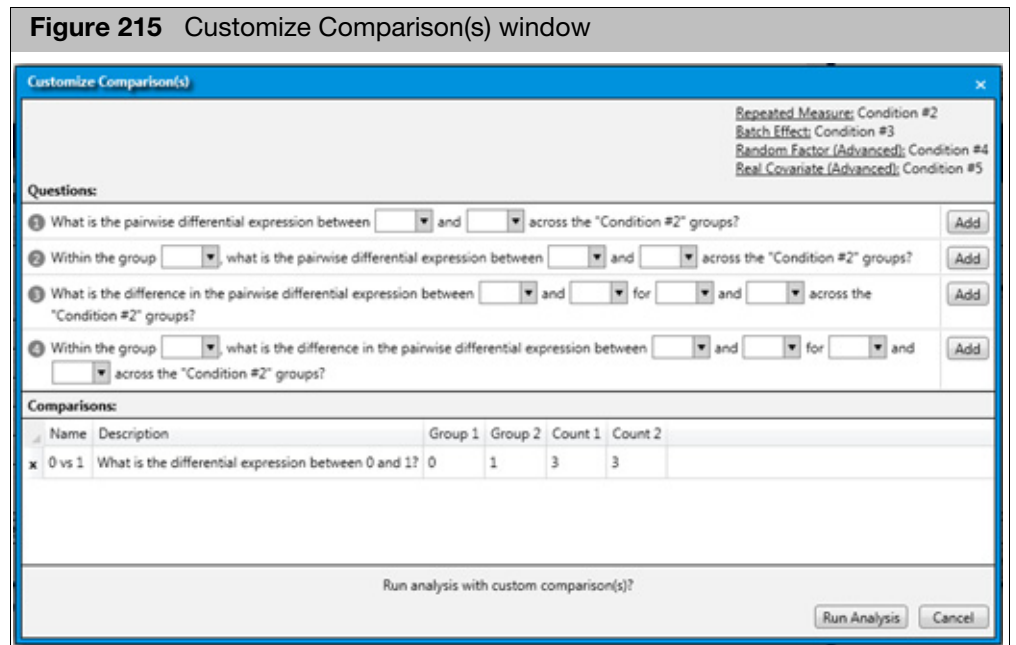 Figure 215 Customize Comparison(s) window
Customize Comparison(s)
×
Repeated Measure: Condition #2
Batch Effect: Condition #3
Random Factor (Advanced): Condition #4
Real Covariate (Advanced): Condition #5
Questions:
1 What is the pairwise differential expression between and across the "Condition #2" groups? Add
2 Within the group , what is the pairwise differential expression between and across the "Condition #2" groups? Add
3 What is the difference in the pairwise differential expression between and for and across the Add
"Condition #2" groups?
4 Within the group , what is the difference in the pairwise differential expression between and for and Add
across the "Condition #2" groups?
Comparisons:
Name Description Group 1 Group 2 Count 1 Count 2
x 0 vs 1 What is the differential expression between 0 and 1? 0 1 3 3
Run analysis with custom comparison(s)?
Run Analysis Cancel